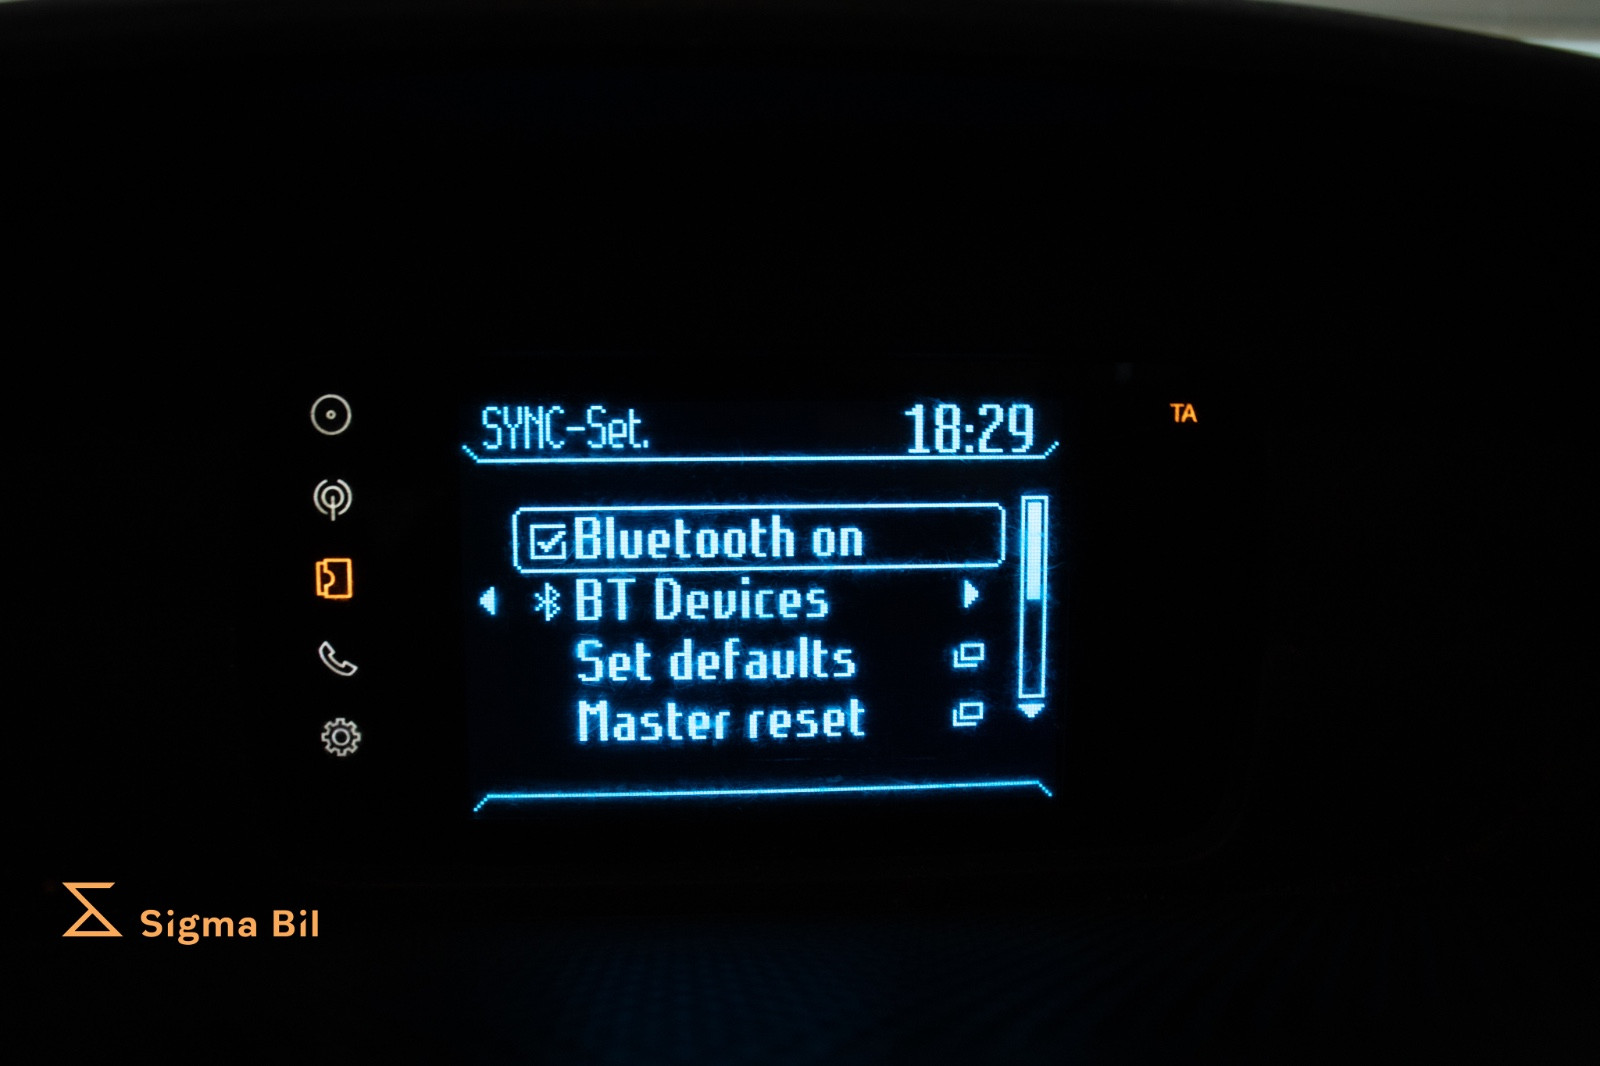 SYNC-Set. 18:29
TA
Bluetooth on
BT Devices
Set defaults
Master reset
Sigma Bil